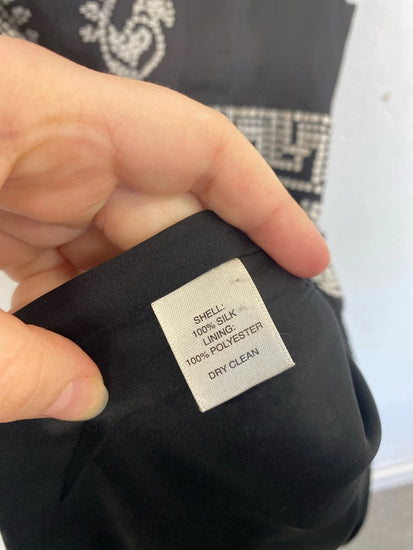 SHELL:
100% SILK
LINING:
100% POLYESTER
DRY CLEAN